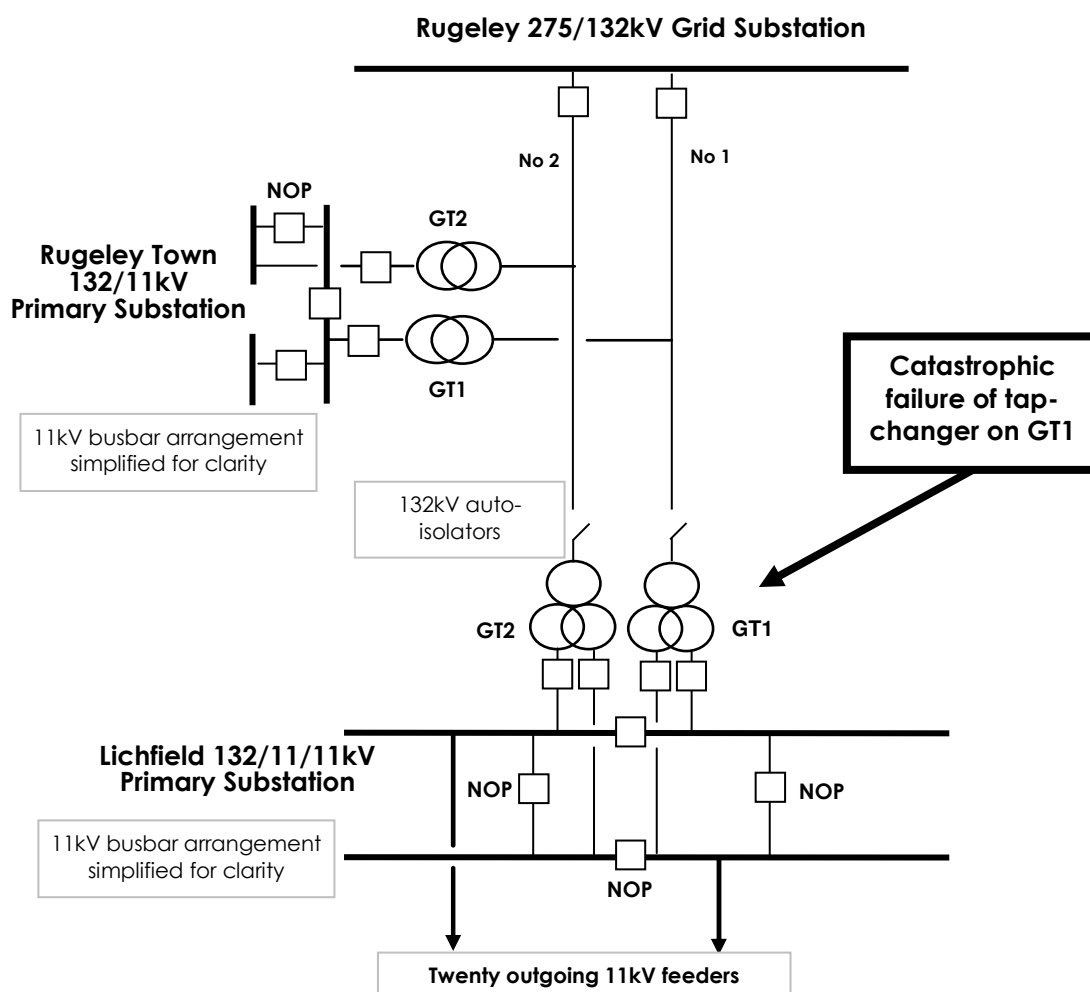 Rugeley 275/132kV Grid Substation
No 2
No 1
NOP
GT2
Rugeley Town
132/11kV
Primary Substation
GT1
11kV busbar arrangement
simplified for clarity
Catastrophic
failure of tap-
changer on GT1
132kV auto-
isolators
GT2
GT1
Lichfield 132/11/11kV
Primary Substation
NOP
NOP
11kV busbar arrangement
simplified for clarity
NOP
Twenty outgoing 11kV feeders